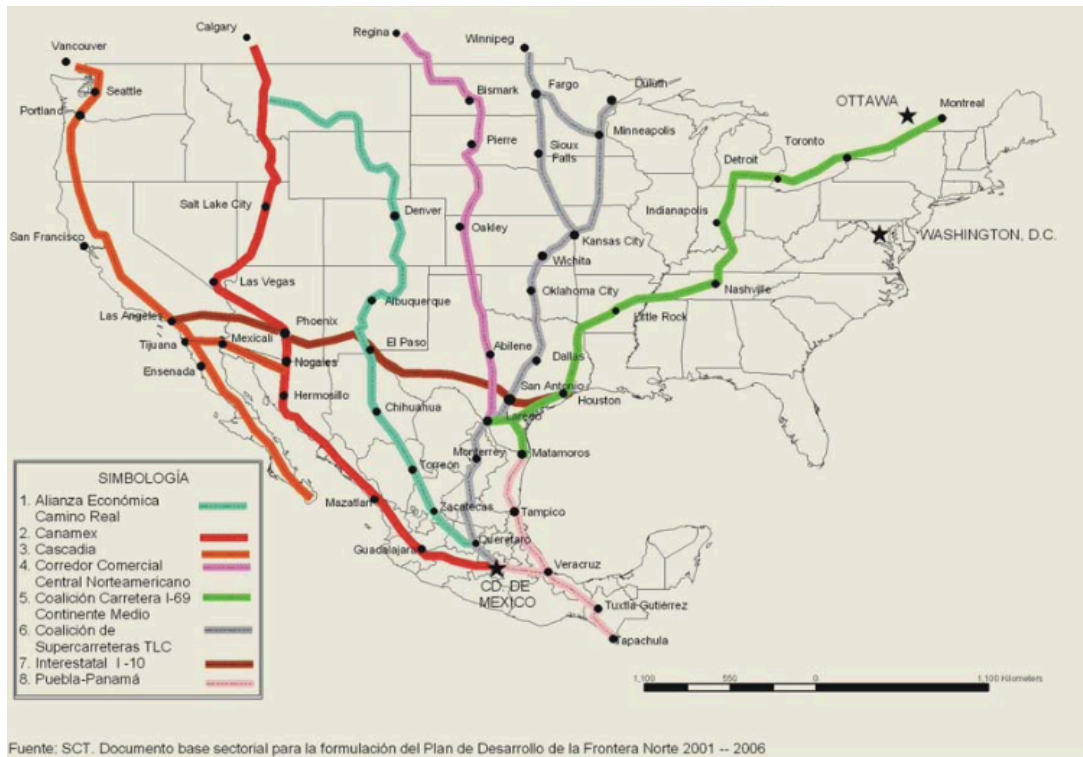 Calgary
Regina
Winnipeg
Vancouver
Seattle
Portland
Bismark
Fargo
Duluth
OTTAWA
Montreal
Pierre
Sioux
Falls
Minneapolis
Detroit
Toronto
Salt Lake City
Denver
Oakley
Indianapolis
San Francisco
Kansas City
WASHINGTON, D.C.
Wichita
Las Vegas
Albuquerque
Oklahoma City
Nashville
Los Angeles
Phoenix
Little Rock
Tijuana
Mexicali
El Paso
Abilene
Dallas
Ensenada
Nogales
San Antonio
Houston
Hermosillo
Chihuahua
Laredo
Monterrey
Matamoros
Torreón
Mazatlan
Zacatecas
Tampico
Guadalajara
Queretaro
Veracruz
CD. DE
MEXICO
Tuxtla Gutiérrez
Tapachula
SIMBOLOGÍA
1. Alianza Económica
Camino Real
2. Canamex
3. Cascadia
4. Corredor Comercial
Central Norteamericano
5. Coalición Carretera I-69
Continente Medio
6. Coalición de
Supercarreteras TLC
7. Interestatal I -10
8. Puebla-Panamá
1,100 550 0 1,100 Kilometers
Fuente: SCT. Documento base sectorial para la formulación del Plan de Desarrollo de la Frontera Norte 2001 -- 2006